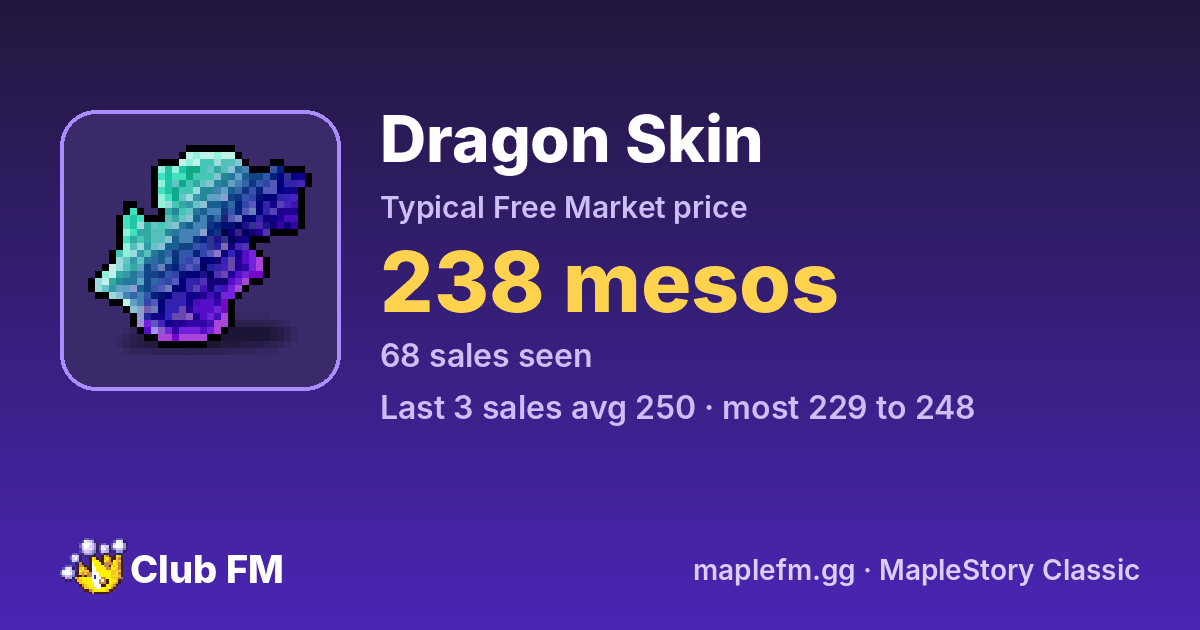 Dragon Skin
Typical Free Market price
238 mesos
68 sales seen
Last 3 sales avg 250 · most 229 to 248
Club FM
maplefm.gg · MapleStory Classic